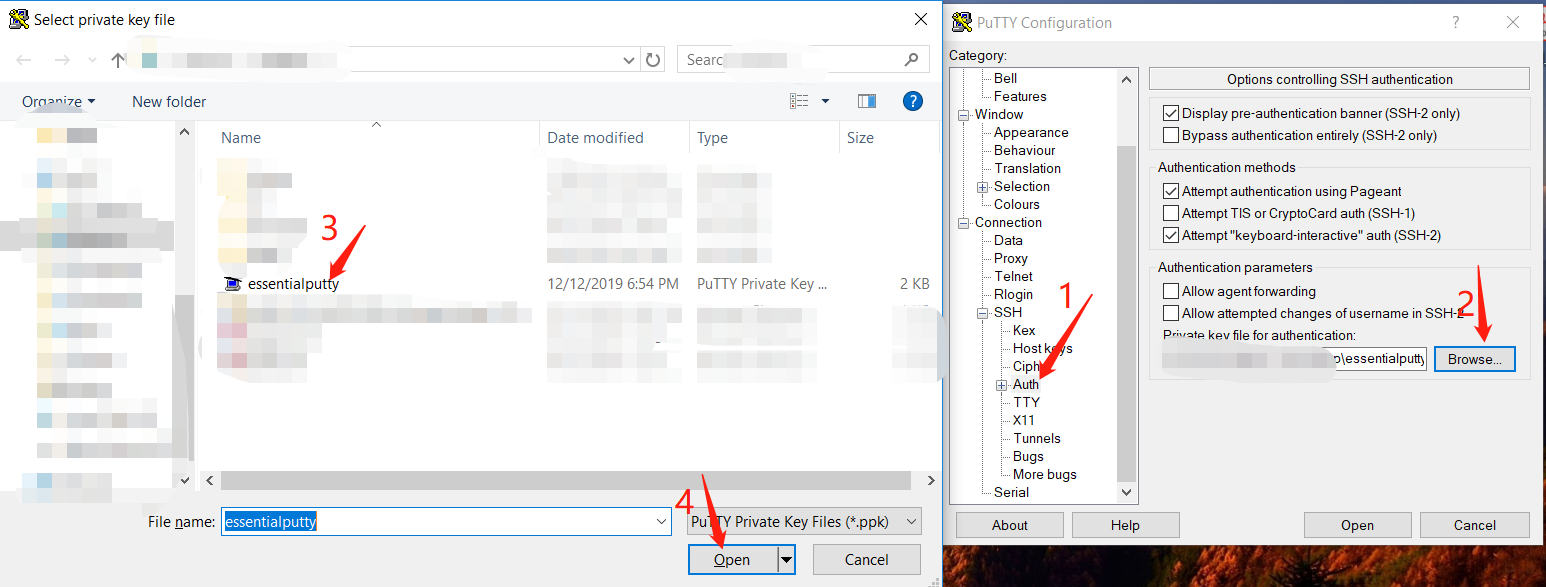 Select private key file
Searc
Organize
New folder
Name
Date modified
Type
Size
3
essentialputty
12/12/2019 6:54 PM
PuTTY Private Key ...
2 KB
File name:
essentialputty
4
PuTTY Private Key Files (*.ppk)
Open
Cancel
PuTTY Configuration
Category:
Bell
Features
Window
Appearance
Behaviour
Translation
Selection
Colours
Connection
Data
Proxy
Telnet
Rlogin
1
SSH
Kex
Host keys
Ciph
Auth
TTY
X11
Tunnels
Bugs
More bugs
Serial
Options controlling SSH authentication
Display pre-authentication banner (SSH-2 only)
Bypass authentication entirely (SSH-2 only)
Authentication methods
Attempt authentication using Pageant
Attempt TIS or CryptoCard auth (SSH-1)
Attempt "keyboard-interactive" auth (SSH-2)
Authentication parameters
Allow agent forwarding
2
Allow attempted changes of username in SSH-2
Private key file for authentication:
p\essentialputty
Browse...
About
Help
Open
Cancel